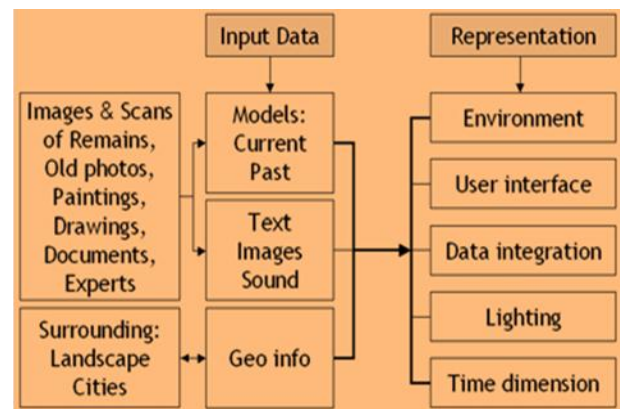 Input Data
Representation
Images & Scans
of Remains,
Old photos,
Paintings,
Drawings,
Documents,
Experts
Models:
Current
Past
Text
Images
Sound
Surrounding:
Landscape
Cities
Geo info
Environment
User interface
Data integration
Lighting
Time dimension